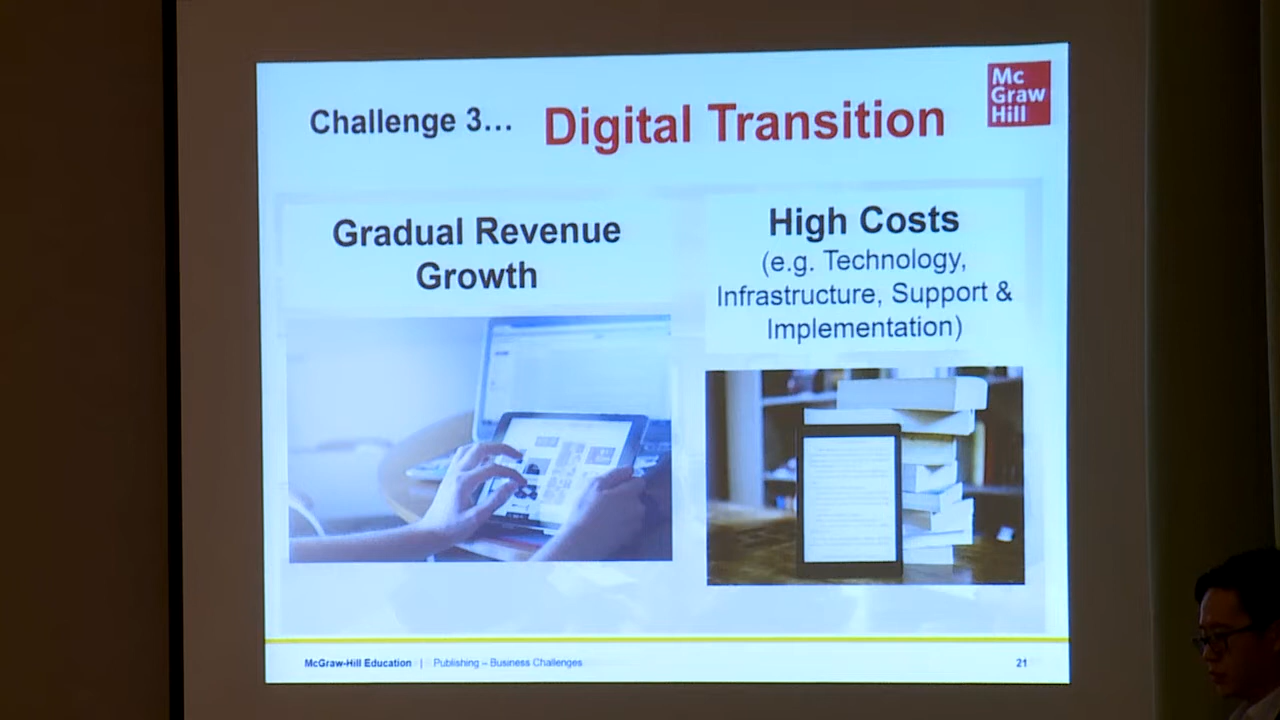 Challenge 3... Digital Transition
Mc
Graw
Hill
Gradual Revenue
Growth
High Costs
(e.g. Technology,
Infrastructure, Support &
Implementation)
McGraw-Hill Education | Publishing – Business Challenges 21